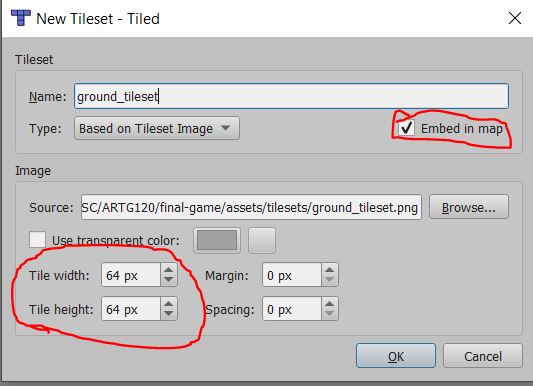 New Tileset - Tiled
Tileset
Name: ground_tileset
Type: Based on Tileset Image Embed in map
Image
Source: SC/ARTG120/final-game/assets/tilesets/ground_tileset.png Browse...
Use transparent color:
Tile width: 64 px Margin: 0 px
Tile height: 64 px Spacing: 0 px
OK Cancel